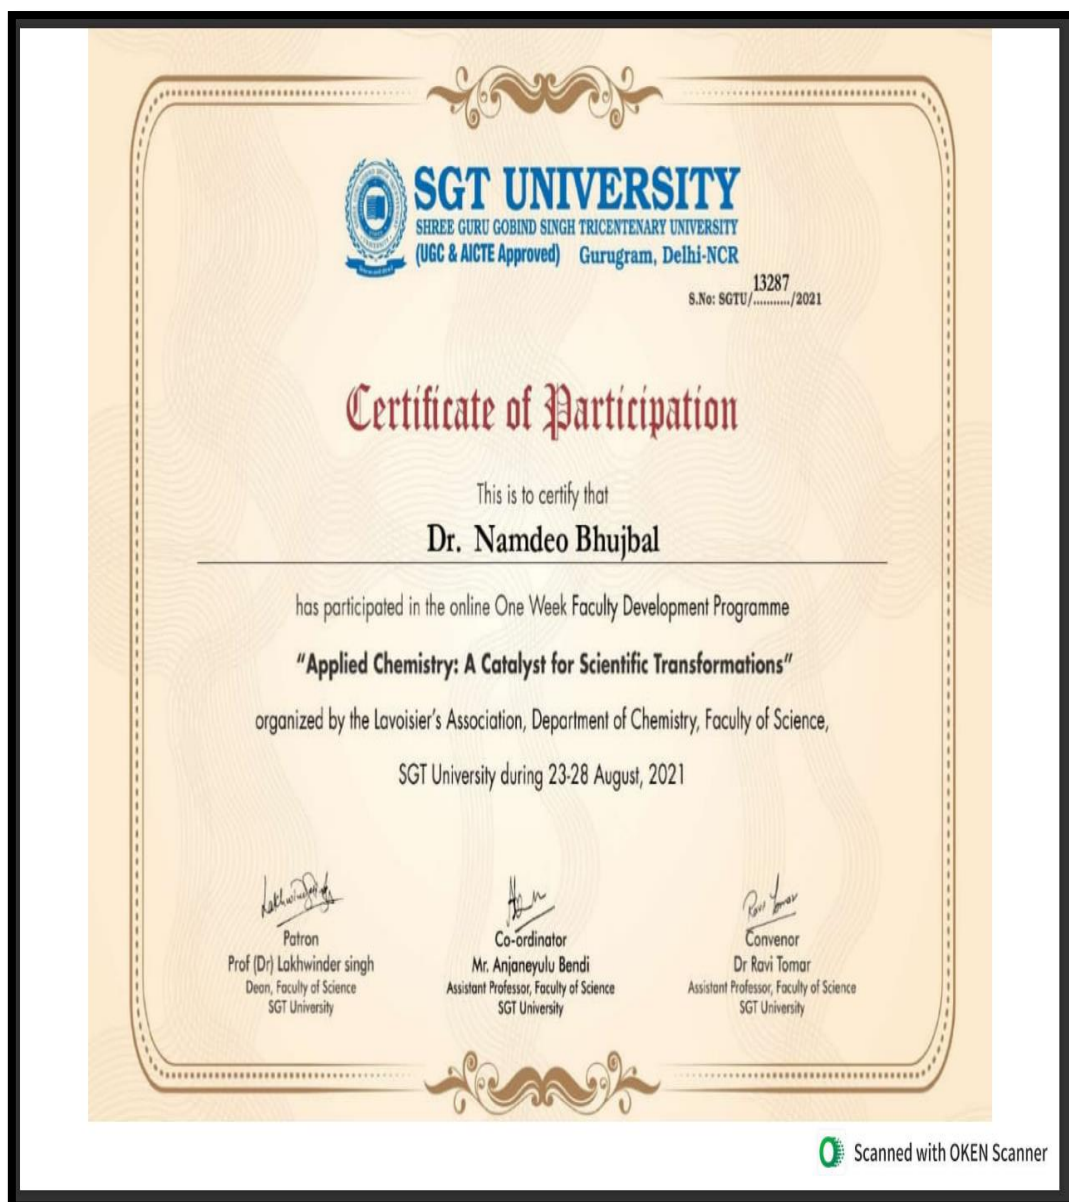 SGT UNIVERSITY
SHREE GURU GOBIND SINGH TRICENTENARY UNIVERSITY
(UGC & AICTE Approved) Gurugram, Delhi-NCR
S.No: SGTU/...13287.../2021
Certificate of Participation
This is to certify that
Dr. Namdeo Bhujbal
has participated in the online One Week Faculty Development Programme
"Applied Chemistry: A Catalyst for Scientific Transformations"
organized by the Lavoisier's Association, Department of Chemistry, Faculty of Science,
SGT University during 23-28 August, 2021
Lakhwinder Singh
Ravi Tomar
Patron
Prof (Dr) Lakhwinder singh
Dean, Faculty of Science
SGT University
Co-ordinator
Mr. Anjaneyulu Bendi
Assistant Professor, Faculty of Science
SGT University
Convenor
Dr Ravi Tomar
Assistant Professor, Faculty of Science
SGT University
Scanned with OKEN Scanner